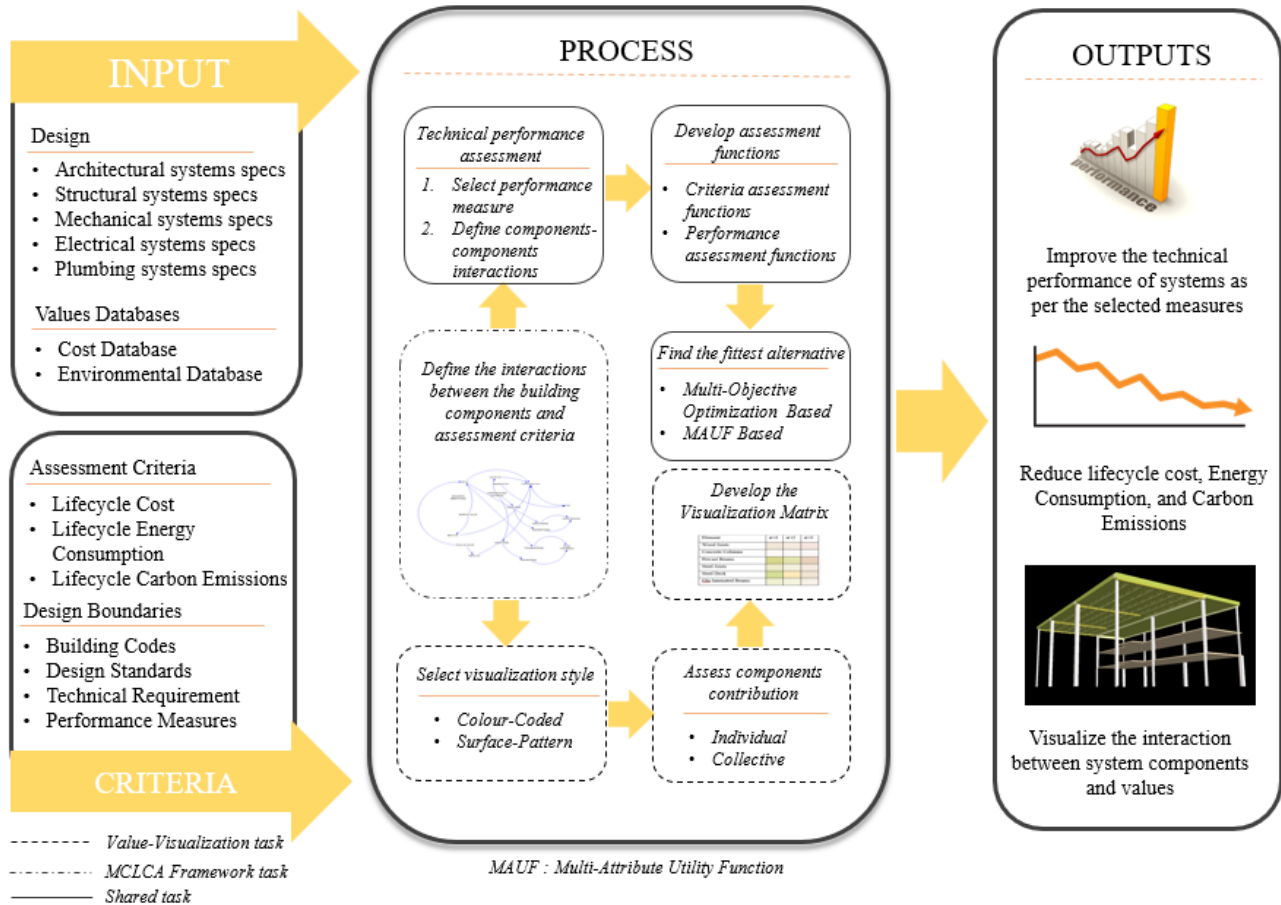 INPUT
Design
• Architectural systems specs
• Structural systems specs
• Mechanical systems specs
• Electrical systems specs
• Plumbing systems specs
Values Databases
• Cost Database
• Environmental Database
Assessment Criteria
• Lifecycle Cost
• Lifecycle Energy
Consumption
• Lifecycle Carbon Emissions
Design Boundaries
• Building Codes
• Design Standards
• Technical Requirement
• Performance Measures
CRITERIA
Value-Visualization task
MCLCA Framework task
Shared task
PROCESS
Technical performance
assessment
1. Select performance
measure
2. Define components-
components
interactions
Develop assessment
functions
• Criteria assessment
functions
• Performance
assessment functions
Define the interactions
between the building
components and
assessment criteria
Find the fittest alternative
• Multi-Objective
Optimization Based
• MAUF Based
Develop the
Visualization Matrix
Select visualization style
• Colour-Coded
• Surface-Pattern
Assess components
contribution
• Individual
• Collective
MAUF : Multi-Attribute Utility Function
OUTPUTS
performance
Improve the technical
performance of systems as
per the selected measures
Reduce lifecycle cost, Energy
Consumption, and Carbon
Emissions
Visualize the interaction
between system components
and values